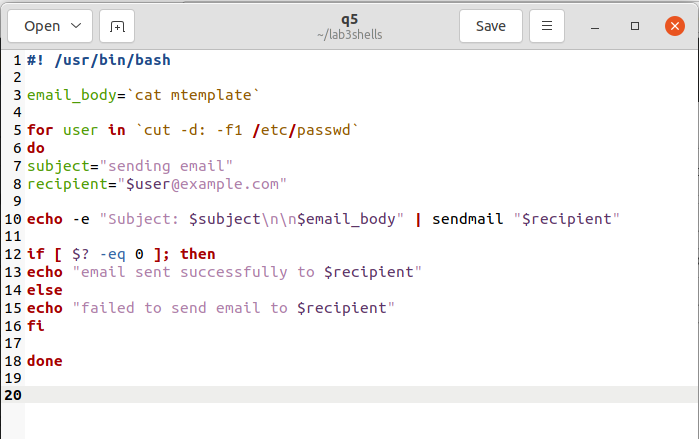 Open
q5
~/lab3shells
Save
1 #! /usr/bin/bash
2
3 email_body=`cat mtemplate`
4
5 for user in `cut -d: -f1 /etc/passwd`
6 do
7 subject="sending email"
8 recipient="$user@example.com"
9
10 echo -e "Subject: $subject\n\n$email_body" | sendmail "$recipient"
11
12 if [ $? -eq 0 ]; then
13 echo "email sent successfully to $recipient"
14 else
15 echo "failed to send email to $recipient"
16 fi
17
18 done
19
20